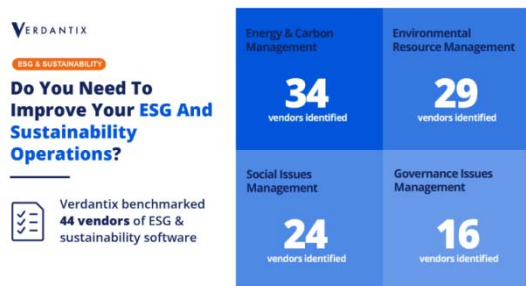 VERDANTIX
ESG & SUSTAINABILITY
Do You Need To
Improve Your ESG And
Sustainability
Operations?
Verdantix benchmarked
44 vendors of ESG &
sustainability software
Energy & Carbon
Management
34
vendors identified
Environmental
Resource Management
29
vendors identified
Social Issues
Management
24
vendors identified
Governance Issues
Management
16
vendors identified